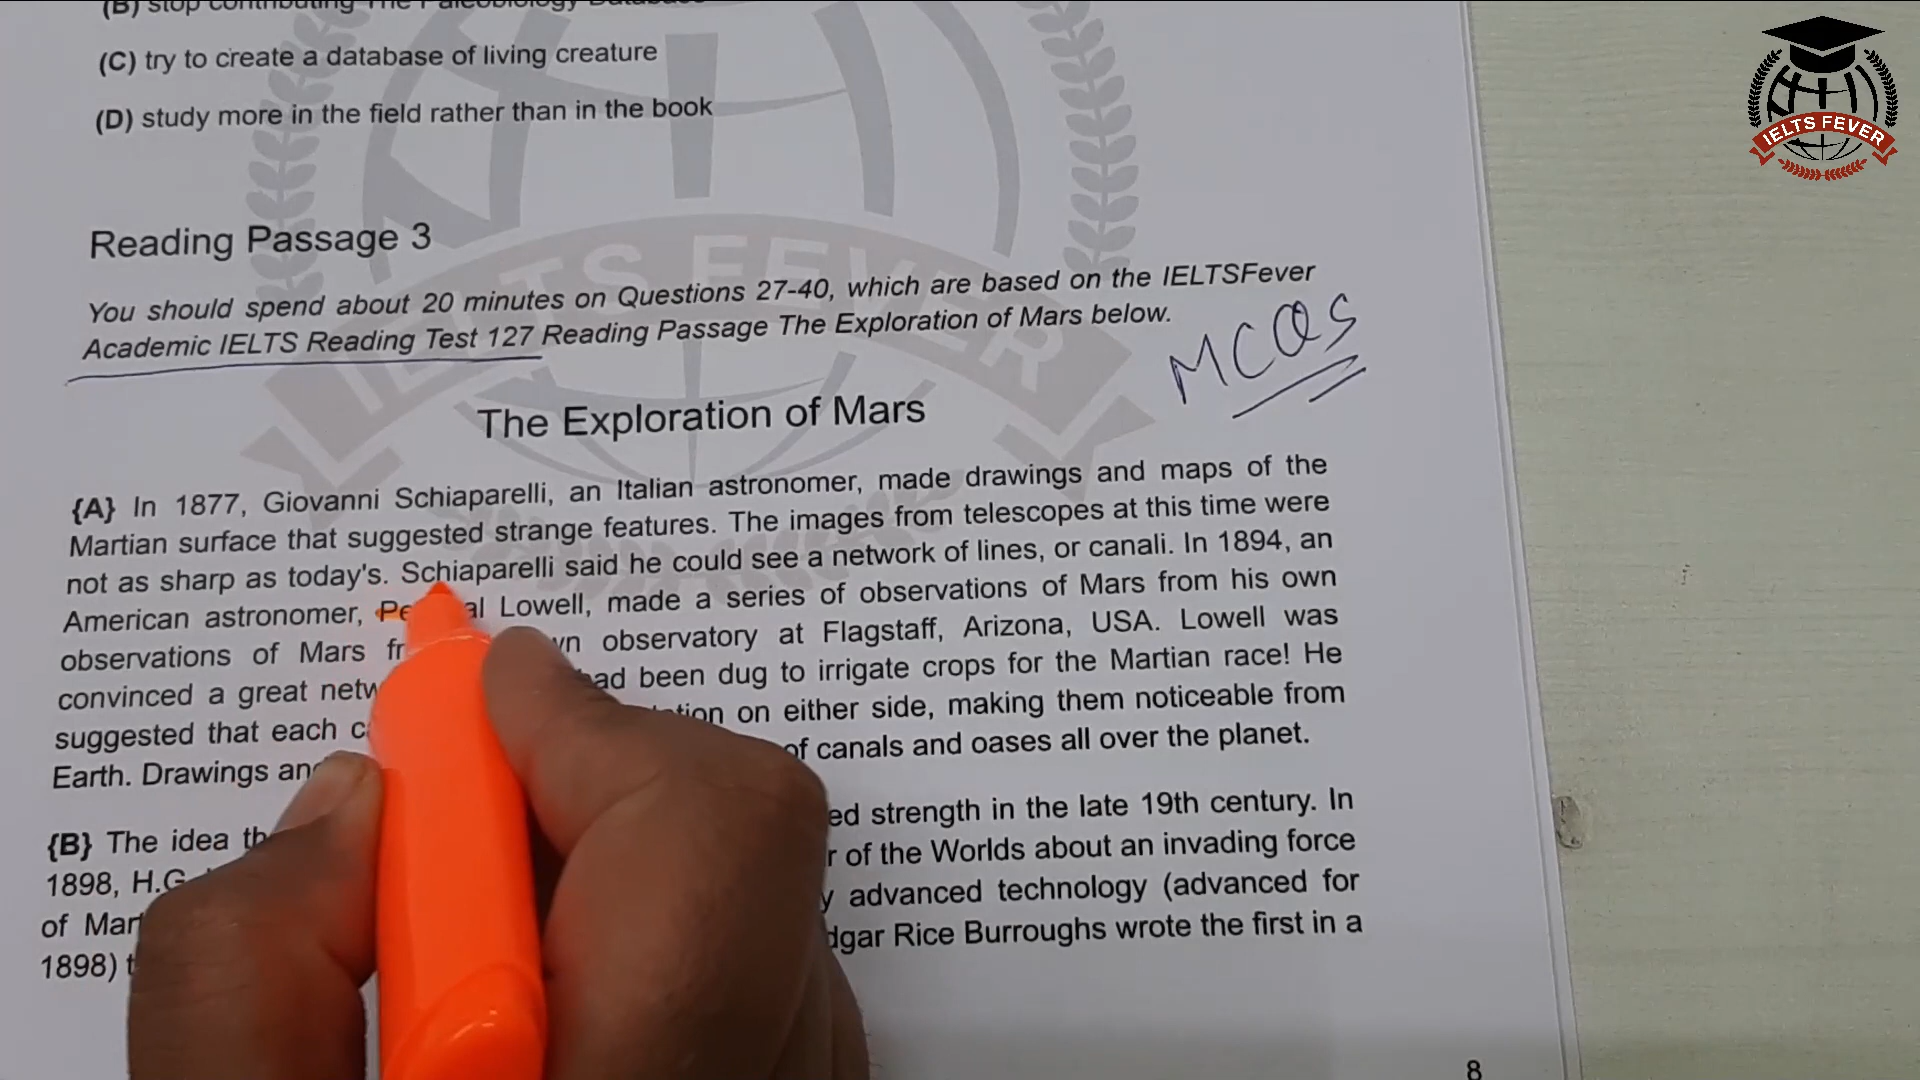 (B) stop contributing The Paleobiology Database
(C) try to create a database of living creature
(D) study more in the field rather than in the book
IELTS FEVER
Reading Passage 3
You should spend about 20 minutes on Questions 27-40, which are based on the IELTSFever
Academic IELTS Reading Test 127 Reading Passage The Exploration of Mars below.
MCQS
IELTS FEVER
The Exploration of Mars
{A} In 1877, Giovanni Schiaparelli, an Italian astronomer, made drawings and maps of the
Martian surface that suggested strange features. The images from telescopes at this time were
not as sharp as today's. Schiaparelli said he could see a network of lines, or canali. In 1894, an
American astronomer, Lowell, made a series of observations of Mars from his own
observations of Mars observatory at Flagstaff, Arizona, USA. Lowell was
convinced a great had been dug to irrigate crops for the Martian race! He
suggested that each on either side, making them noticeable from
Earth. Drawings of canals and oases all over the planet.
{B} The idea strength in the late 19th century. In
1898, H.G. of the Worlds about an invading force
of advanced technology (advanced for
1898) Rice Burroughs wrote the first in a
8